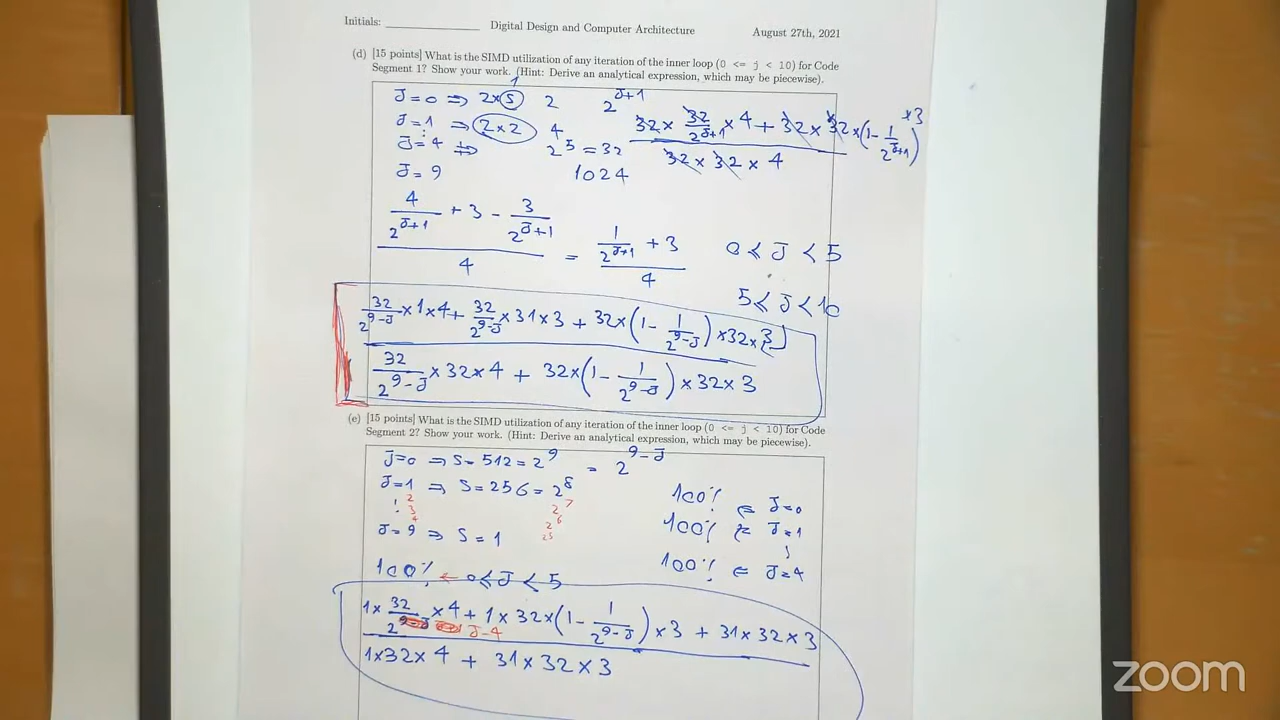 Initials: Digital Design and Computer Architecture August 27th, 2021
(d) [15 points] What is the SIMD utilization of any iteration of the inner loop (0 <= j < 10) for Code
Segment 1? Show your work. (Hint: Derive an analytical expression, which may be piecewise).
J=0 ⇒ 2×5 1 2 2^{J+1}
J=1 ⇒ 2×2 4
J=4 ⇒ 2^5 = 32
J=9 1024
(32 × 32/2^{J+1} × 4 + 32 × 32 × (1 - 1/2^{J+1}) × 3) / (32 × 32 × 4)
(4/2^{J+1} + 3 - 3/2^{J+1}) / 4 = (1/2^{J+1} + 3) / 4 0 ≤ J < 5
5 ≤ J < 10
(32/2^{9-J} × 1 × 4 + 32/2^{9-J} × 31 × 3 + 32 × (1 - 1/2^{9-J}) × 32 × 3) / (32/2^{9-J} × 32 × 4 + 32 × (1 - 1/2^{9-J}) × 32 × 3)
(e) [15 points] What is the SIMD utilization of any iteration of the inner loop (0 <= j < 10) for Code
Segment 2? Show your work. (Hint: Derive an analytical expression, which may be piecewise).
J=0 ⇒ S = 512 = 2^9 = 2^{9-J}
J=1 ⇒ S = 256 = 2^8
2 2^7
3 2^6
4 2^5
J=9 ⇒ S = 1
100% ⇐ J=0
100% ⇐ J=1
100% ⇐ J=4
100% ← 0 ≤ J < 5
(1 × 32/2^{J-4} × 4 + 1 × 32 × (1 - 1/2^{9-J}) × 3 + 31 × 32 × 3) / (1 × 32 × 4 + 31 × 32 × 3)
zoom